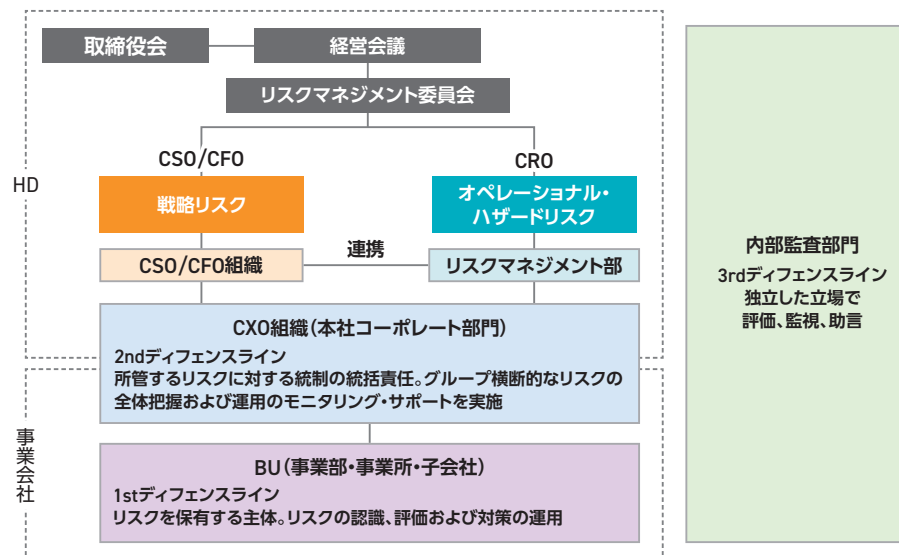 取締役会
経営会議
リスクマネジメント委員会
CSO/CFO
CRO
HD
戦略リスク
オペレーショナル・
ハザードリスク
連携
CSO/CFO組織
リスクマネジメント部
内部監査部門
3rdディフェンスライン
独立した立場で
評価、監視、助言
CXO組織（本社コーポレート部門）
2ndディフェンスライン
所管するリスクに対する統制の統括責任。グループ横断的なリスクの
全体把握および運用のモニタリング・サポートを実施
事業会社
BU（事業部・事業所・子会社）
1stディフェンスライン
リスクを保有する主体。リスクの認識、評価および対策の運用